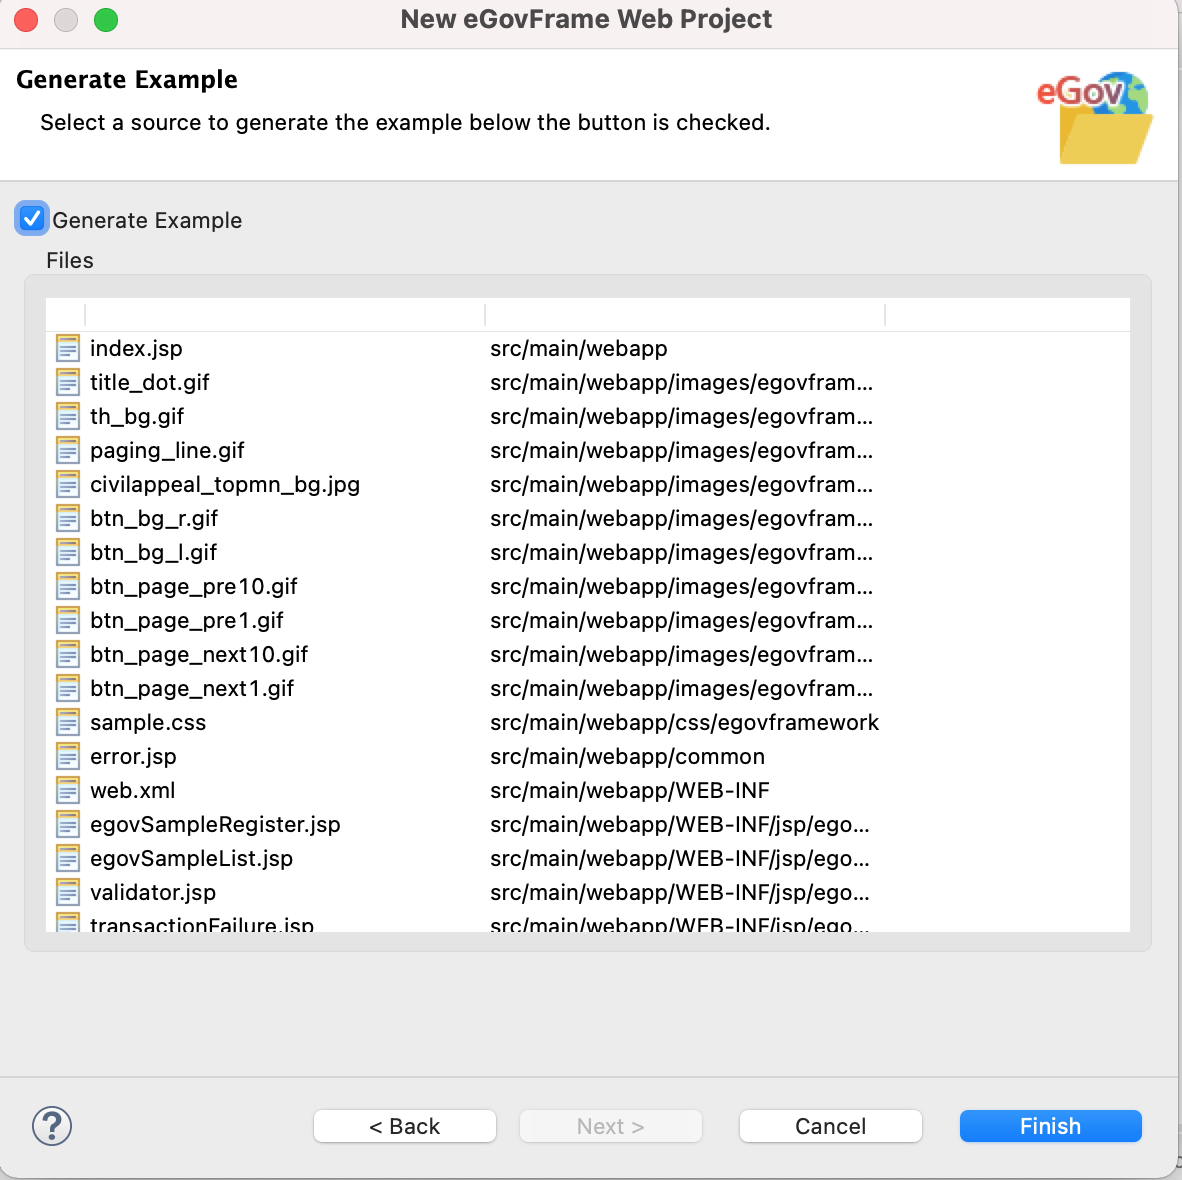 New eGovFrame Web Project
Generate Example
Select a source to generate the example below the button is checked.
eGov
Generate Example
Files
index.jsp src/main/webapp
title_dot.gif src/main/webapp/images/egovfram...
th_bg.gif src/main/webapp/images/egovfram...
paging_line.gif src/main/webapp/images/egovfram...
civilappeal_topmn_bg.jpg src/main/webapp/images/egovfram...
btn_bg_r.gif src/main/webapp/images/egovfram...
btn_bg_l.gif src/main/webapp/images/egovfram...
btn_page_pre10.gif src/main/webapp/images/egovfram...
btn_page_pre1.gif src/main/webapp/images/egovfram...
btn_page_next10.gif src/main/webapp/images/egovfram...
btn_page_next1.gif src/main/webapp/images/egovfram...
sample.css src/main/webapp/css/egovframework
error.jsp src/main/webapp/common
web.xml src/main/webapp/WEB-INF
egovSampleRegister.jsp src/main/webapp/WEB-INF/jsp/ego...
egovSampleList.jsp src/main/webapp/WEB-INF/jsp/ego...
validator.jsp src/main/webapp/WEB-INF/jsp/ego...
transactionFailure.jsp src/main/webapp/WEB-INF/jsp/ego...
? < Back Next > Cancel Finish